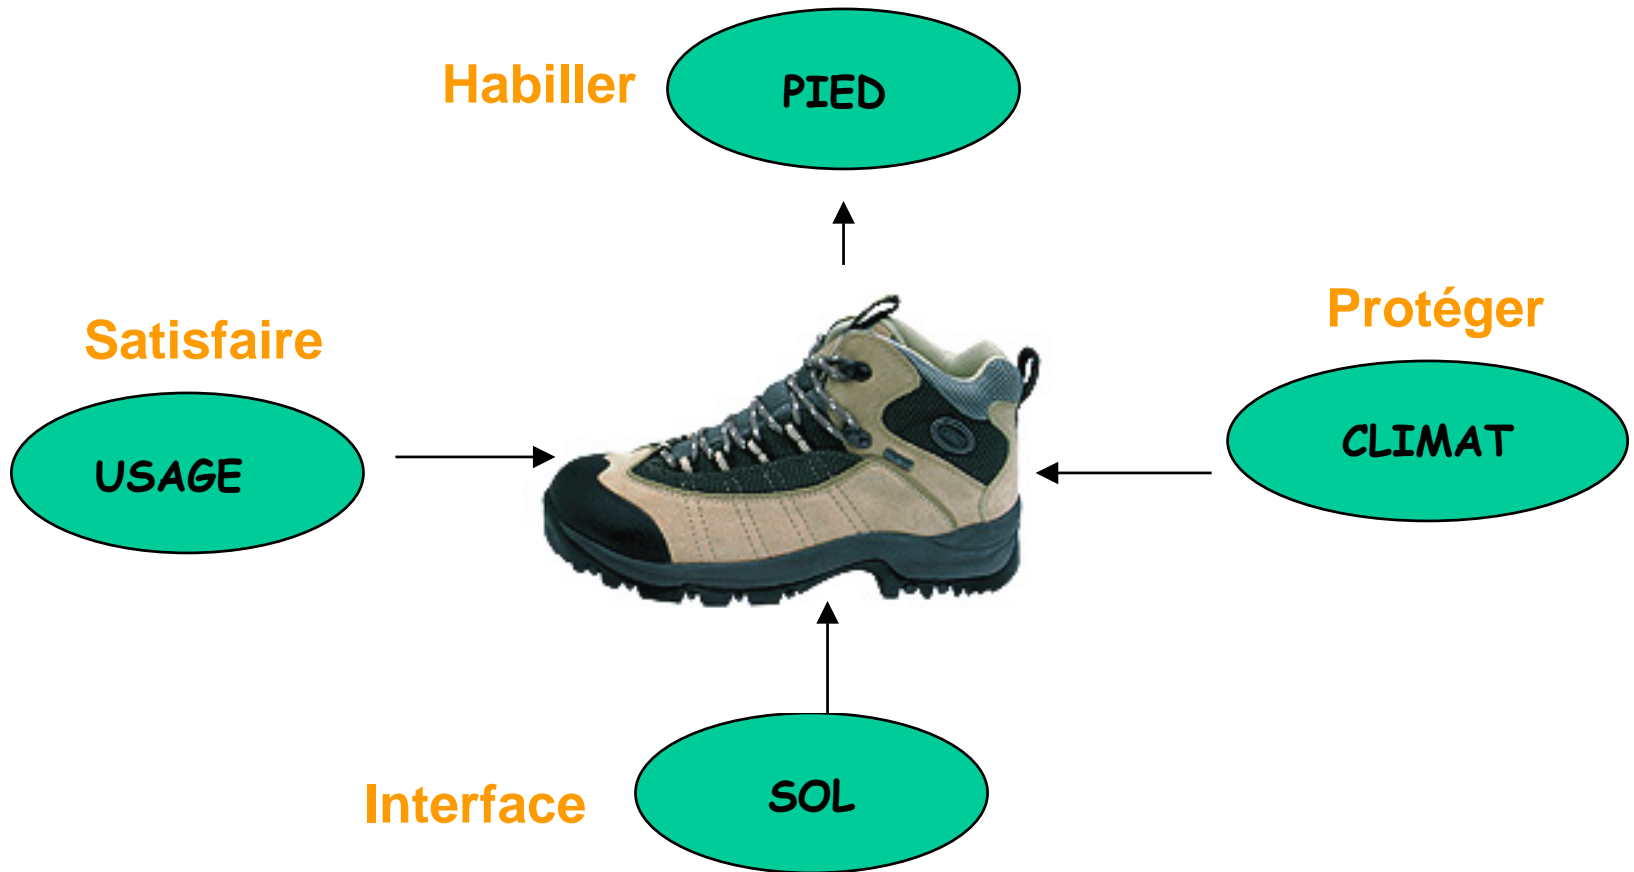 Habiller
PIED
Satisfaire
Protéger
USAGE
CLIMAT
Interface
SOL